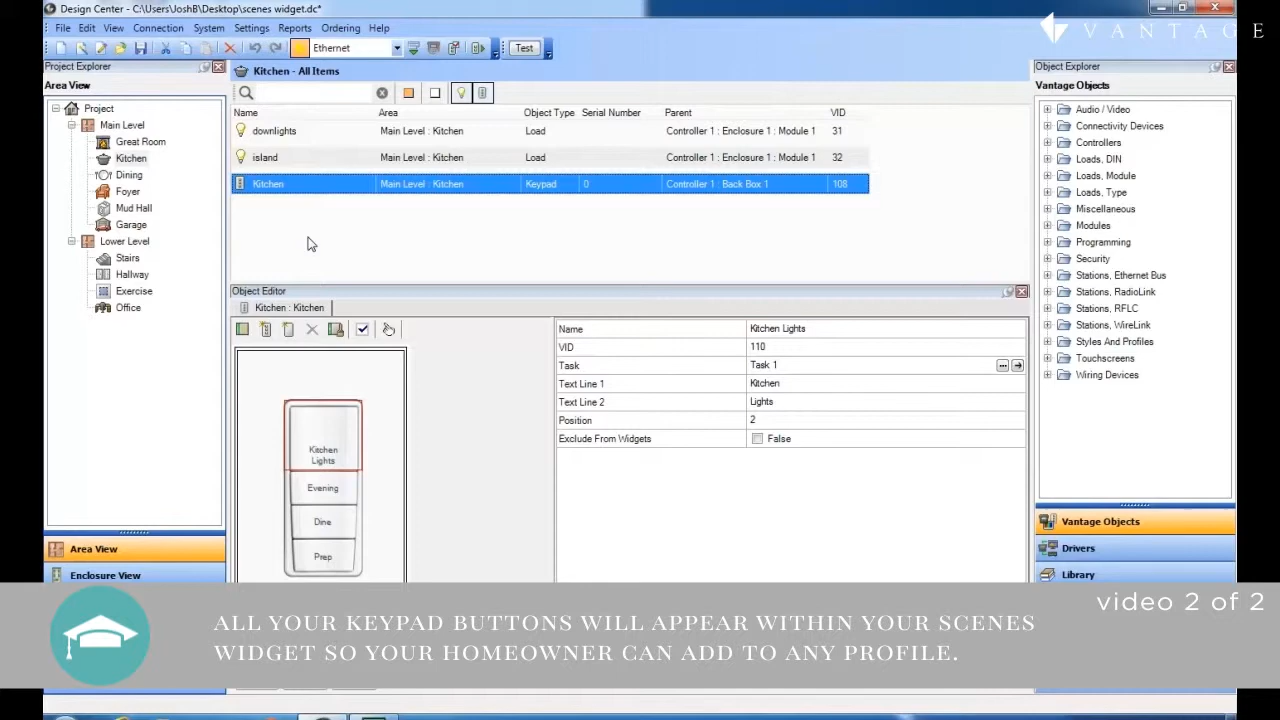 Design Center - C:\Users\JoshB\Desktop\scenes widget.dc*
VANTAGE
File Edit View Connection System Settings Reports Ordering Help
Ethernet
Test
Project Explorer
Area View
Project
Main Level
Great Room
Kitchen
Dining
Foyer
Mud Hall
Garage
Lower Level
Stairs
Hallway
Exercise
Office
Area View
Enclosure View
Kitchen - All Items
Name Area Object Type Serial Number Parent VID
downlights Main Level : Kitchen Load Controller 1 : Enclosure 1 : Module 1 31
island Main Level : Kitchen Load Controller 1 : Enclosure 1 : Module 1 32
Kitchen Main Level : Kitchen Keypad 0 Controller 1 : Back Box 1 108
Object Editor
Kitchen : Kitchen
Kitchen
Lights
Evening
Dine
Prep
Name Kitchen Lights
VID 110
Task Task 1
Text Line 1 Kitchen
Text Line 2 Lights
Position 2
Exclude From Widgets False
Object Explorer
Vantage Objects
Audio / Video
Connectivity Devices
Controllers
Loads, DIN
Loads, Module
Loads, Type
Miscellaneous
Modules
Programming
Security
Stations, Ethernet Bus
Stations, RadioLink
Stations, RFLC
Stations, WireLink
Styles And Profiles
Touchscreens
Wiring Devices
Vantage Objects
Drivers
Library
video 2 of 2
ALL YOUR KEYPAD BUTTONS WILL APPEAR WITHIN YOUR SCENES
WIDGET SO YOUR HOMEOWNER CAN ADD TO ANY PROFILE.